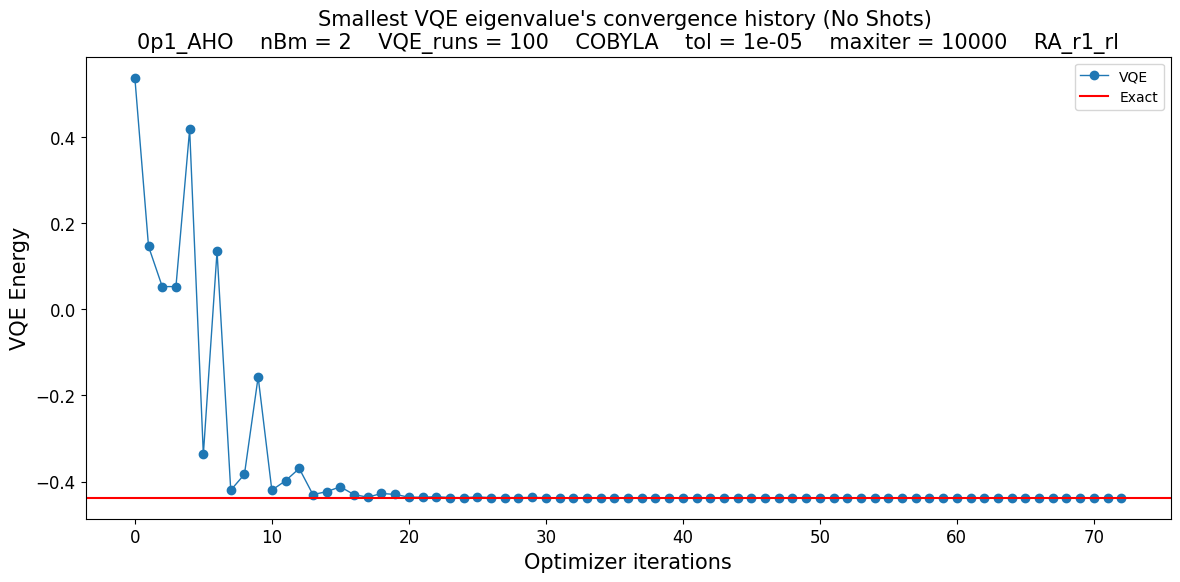 Smallest VQE eigenvalue's convergence history (No Shots)
0p1_AHO    nBm = 2    VQE_runs = 100    COBYLA    tol = 1e-05    maxiter = 10000    RA_r1_rl
VQE
Exact
VQE Energy
0.4
0.2
0.0
−0.2
−0.4
0 10 20 30 40 50 60 70
Optimizer iterations